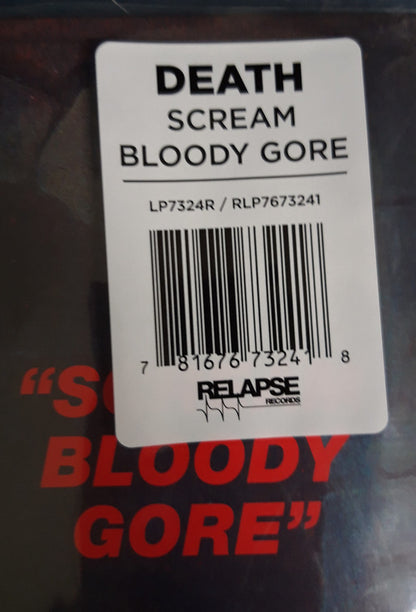 DEATH
SCREAM
BLOODY GORE
LP7324R / RLP7673241
7 81676 73241 8
RELAPSE
RECORDS
“S
BLOODY
GORE”